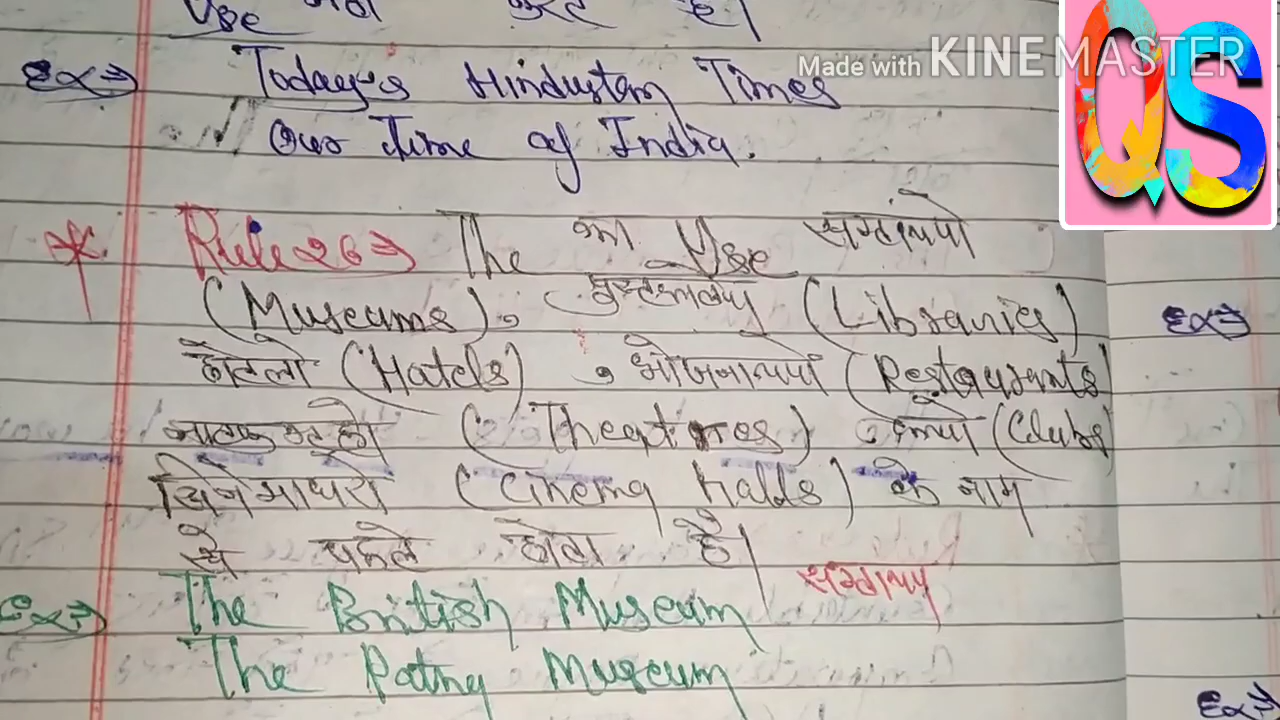 Use नहीं करते है।
Ex⇒ Today's Hindustan Times
Our Time of India.
Made with KINEMASTER
QS
* Rule 26⇒ The का Use संग्रहालयों
(Museums), पुस्तकालय (Libraries)
Ex⇒
होटलो (Hotels), भोजनालयों (Restaurants)
(Theatres) (Clubs)
सिनेमाघरो (Cinema halls) के नाम
से पहले होता है।
संग्रहालय
Ex⇒ The British Museum
The Patna Museum
Ex⇒